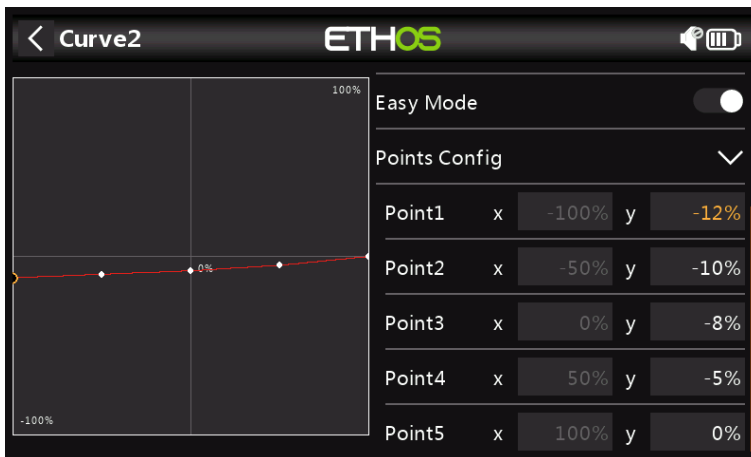 Curve2
ETHOS
100%
0%
-100%
Easy Mode
Points Config
Point1 x -100% y -12%
Point2 x -50% y -10%
Point3 x 0% y -8%
Point4 x 50% y -5%
Point5 x 100% y 0%